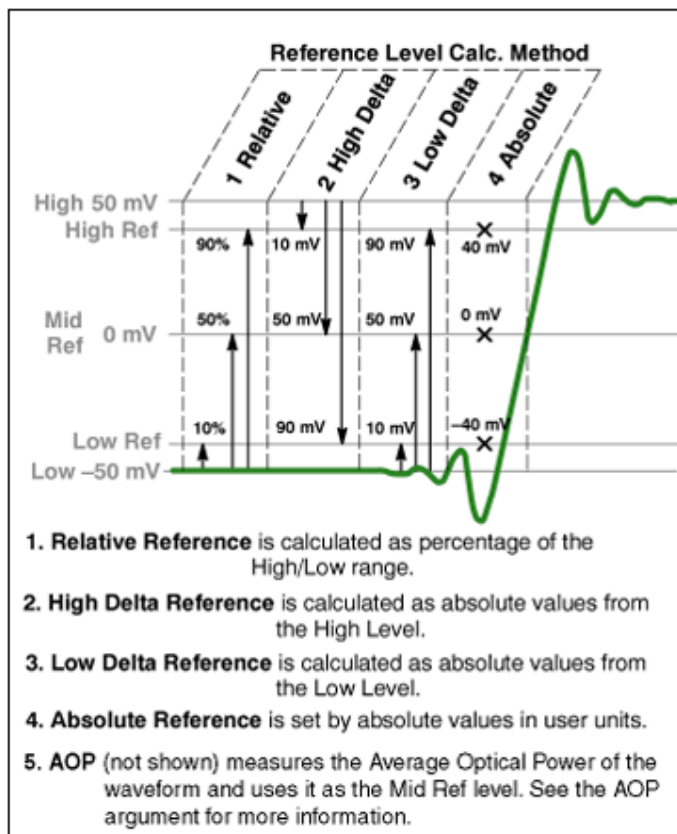 Reference Level Calc. Method
1 Relative
2 High Delta
3 Low Delta
4 Absolute
High 50 mV
High Ref
90%
10 mV
90 mV
40 mV
Mid
Ref
0 mV
50%
50 mV
50 mV
0 mV
Low Ref
10%
90 mV
10 mV
–40 mV
Low –50 mV
1. Relative Reference is calculated as percentage of the
High/Low range.
2. High Delta Reference is calculated as absolute values from
the High Level.
3. Low Delta Reference is calculated as absolute values from
the Low Level.
4. Absolute Reference is set by absolute values in user units.
5. AOP (not shown) measures the Average Optical Power of the
waveform and uses it as the Mid Ref level. See the AOP
argument for more information.